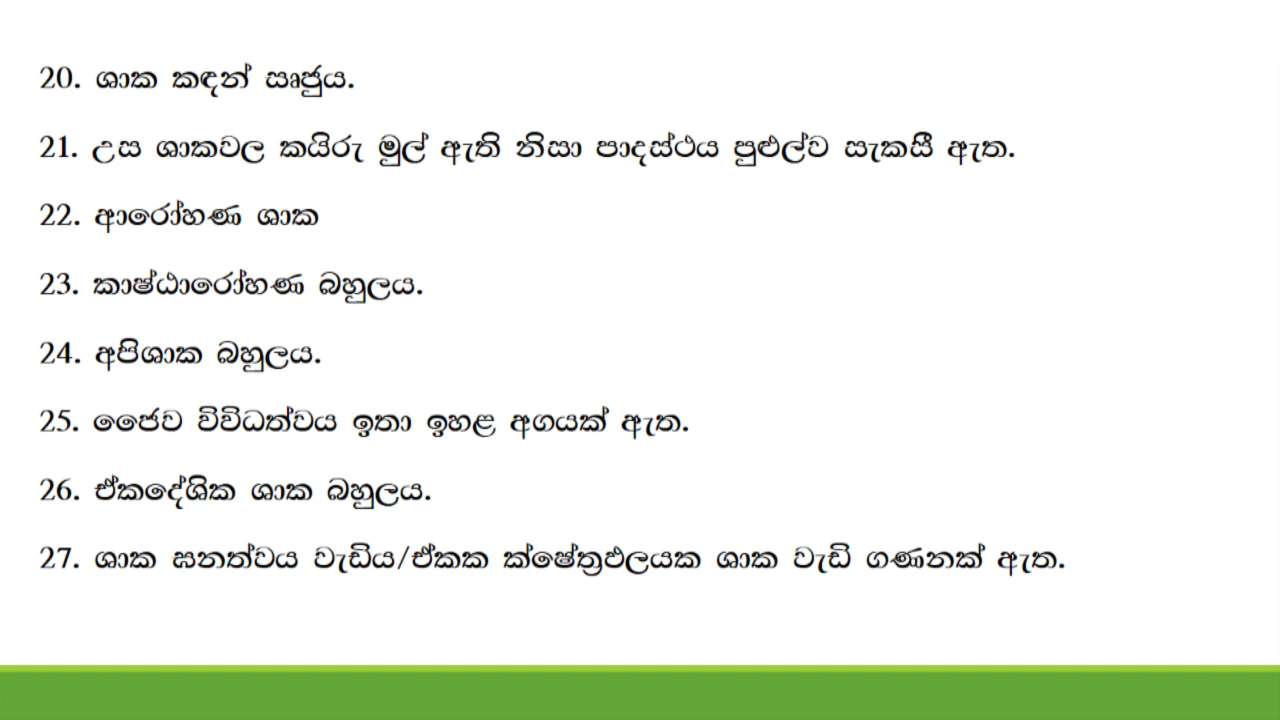 20. ශාක කඳන් සෘජුය.
21. උස ශාකවල කයිරු මුල් ඇති නිසා පාදස්ථය පුළුල්ව සැකසී ඇත.
22. ආරෝහණ ශාක
23. කාෂ්ඨාරෝහණ බහුලය.
24. අපිශාක බහුලය.
25. ජෛව විවිධත්වය ඉතා ඉහළ අගයක් ඇත.
26. ඒකදේශික ශාක බහුලය.
27. ශාක ඝනත්වය වැඩිය/ඒකක ක්ෂේත්‍රඵලයක ශාක වැඩි ගණනක් ඇත.